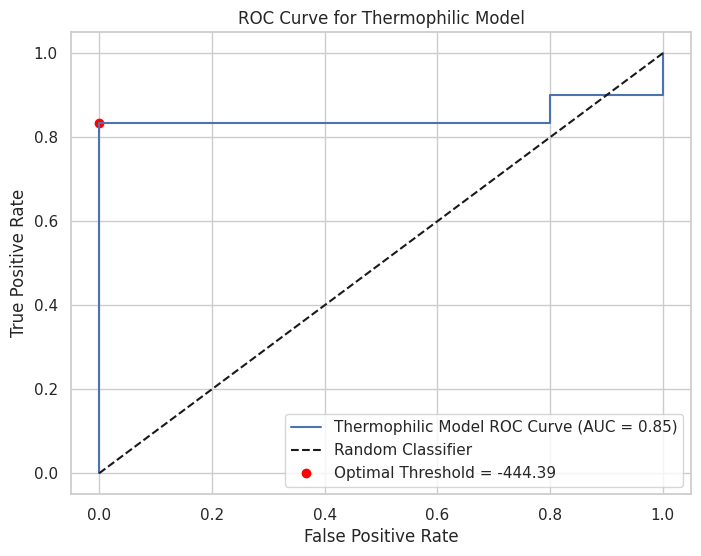 ROC Curve for Thermophilic Model
1.0
0.8
0.6
0.4
0.2
0.0
True Positive Rate
Thermophilic Model ROC Curve (AUC = 0.85)
Random Classifier
Optimal Threshold = -444.39
0.0 0.2 0.4 0.6 0.8 1.0
False Positive Rate